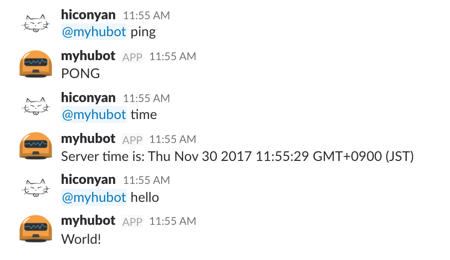 hiconyan 11:55 AM
@myhubot ping
myhubot APP 11:55 AM
PONG
hiconyan 11:55 AM
@myhubot time
myhubot APP 11:55 AM
Server time is: Thu Nov 30 2017 11:55:29 GMT+0900 (JST)
hiconyan 11:55 AM
@myhubot hello
myhubot APP 11:55 AM
World!